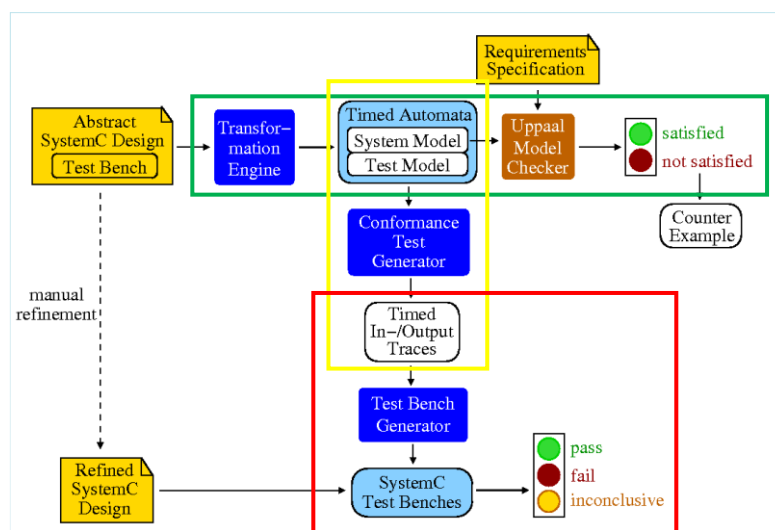 Requirements
Specification
Abstract
SystemC Design
Test Bench
Transfor-
mation
Engine
Timed Automata
System Model
Test Model
Uppaal
Model
Checker
satisfied
not satisfied
Counter
Example
Conformance
Test
Generator
manual
refinement
Timed
In-/Output
Traces
Test Bench
Generator
Refined
SystemC
Design
SystemC
Test Benches
pass
fail
inconclusive